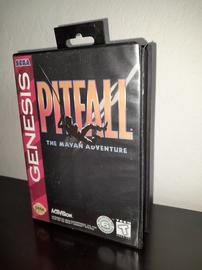 SEGA
GENESIS
PITFALL
THE MAYAN ADVENTURE
ACTIVISION